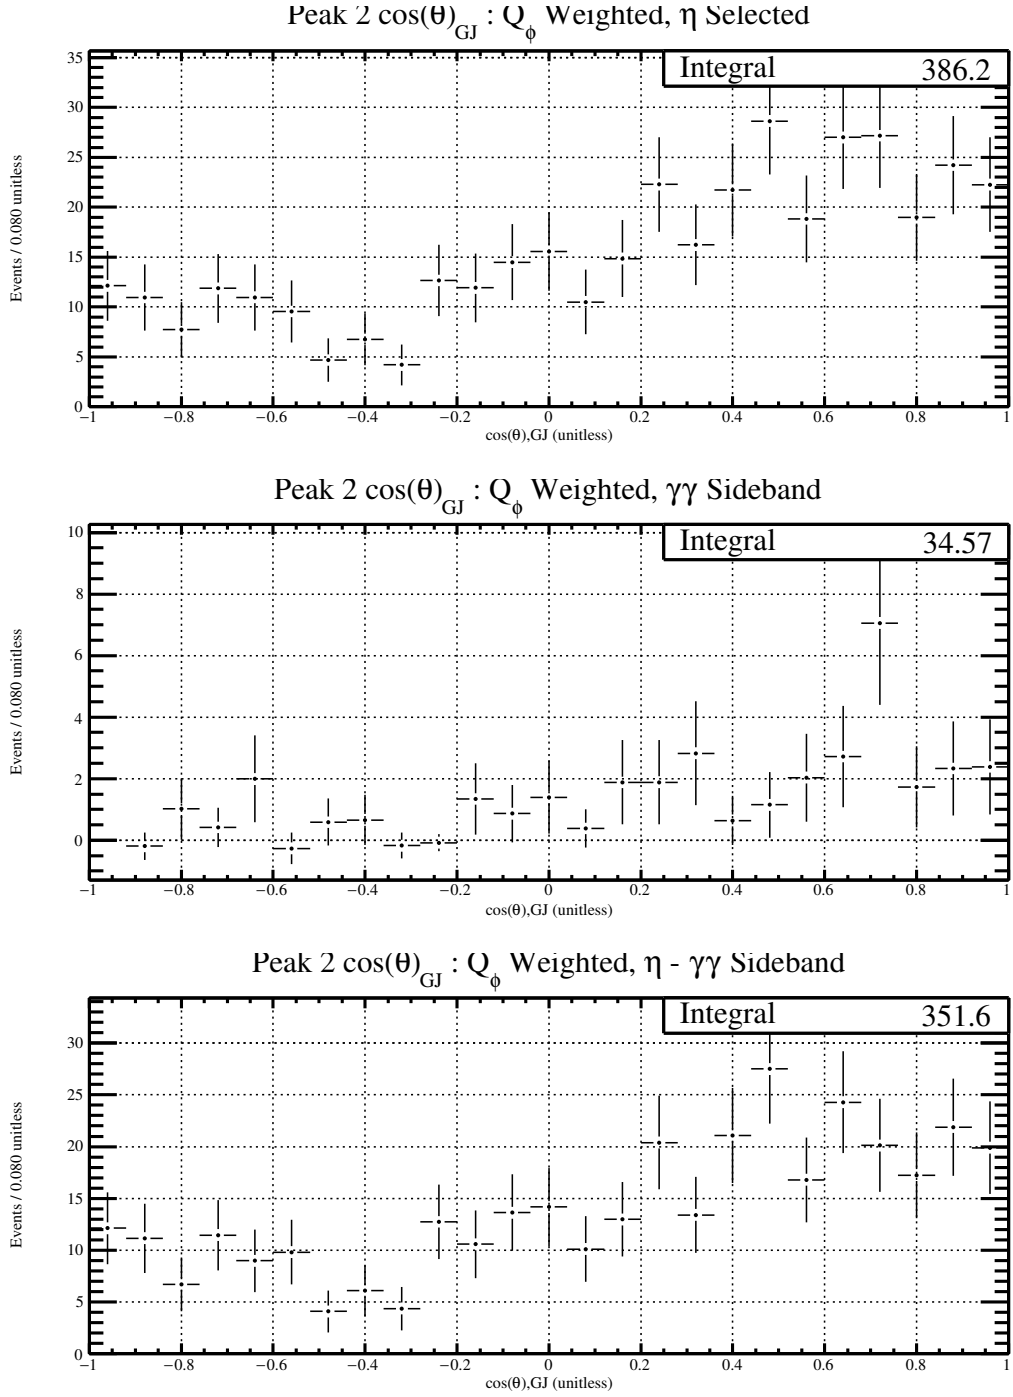 Peak 2 cos(θ)GJ : Qϕ Weighted, η Selected
Integral 386.2
Events / 0.080 unitless
35
30
25
20
15
10
5
0
−1 −0.8 −0.6 −0.4 −0.2 0 0.2 0.4 0.6 0.8 1
cos(θ),GJ (unitless)
Peak 2 cos(θ)GJ : Qϕ Weighted, γγ Sideband
Integral 34.57
Events / 0.080 unitless
10
8
6
4
2
0
−1 −0.8 −0.6 −0.4 −0.2 0 0.2 0.4 0.6 0.8 1
cos(θ),GJ (unitless)
Peak 2 cos(θ)GJ : Qϕ Weighted, η - γγ Sideband
Integral 351.6
Events / 0.080 unitless
30
25
20
15
10
5
0
−1 −0.8 −0.6 −0.4 −0.2 0 0.2 0.4 0.6 0.8 1
cos(θ),GJ (unitless)